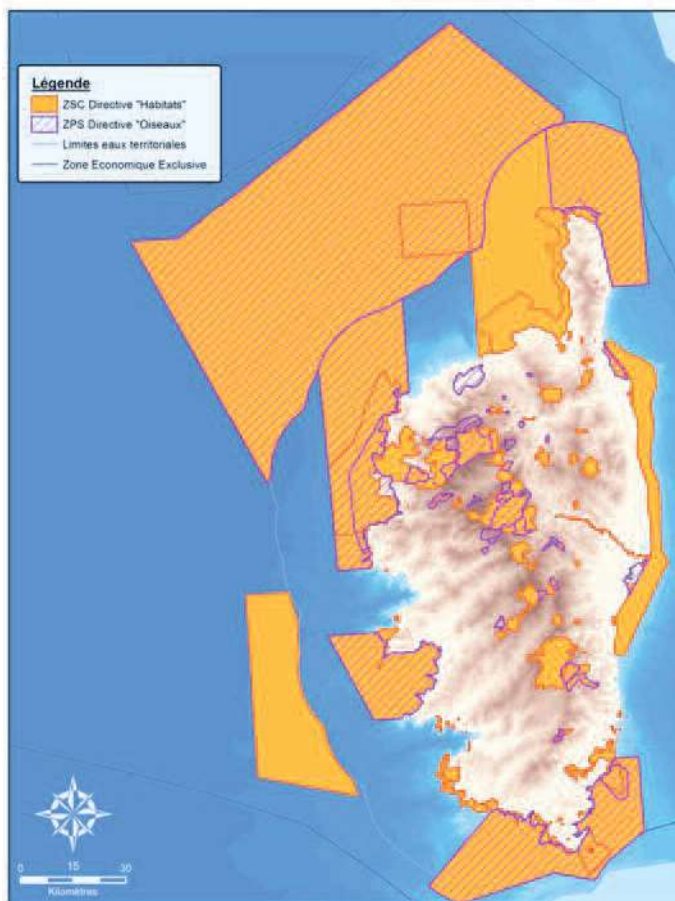 Légende
ZSC Directive "Habitats"
ZPS Directive "Oiseaux"
Limites eaux territoriales
Zone Economique Exclusive
0 15 30
Kilomètres